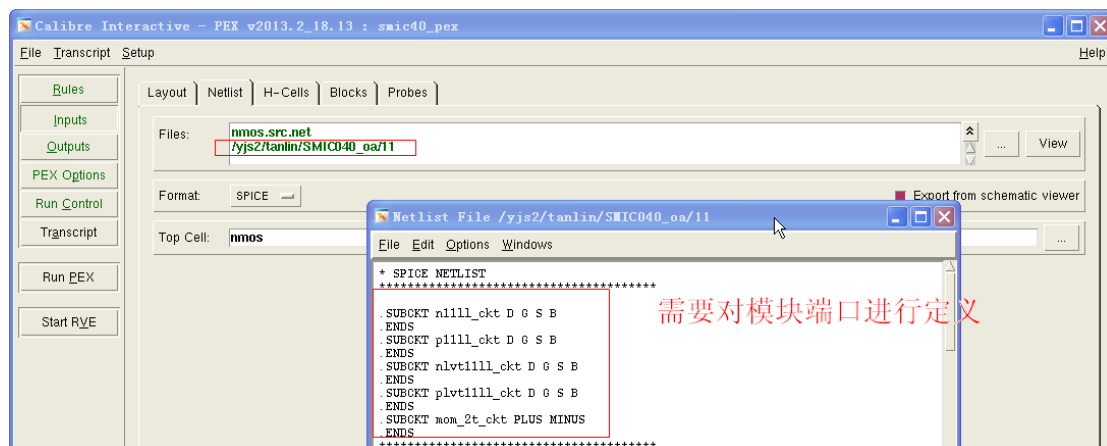 Calibre Interactive - PEX v2013.2_18.13 : smic40_pex
File Transcript Setup Help
Rules
Inputs
Outputs
PEX Options
Run Control
Transcript
Run PEX
Start RVE
Layout Netlist H-Cells Blocks Probes
Files: nmos.src.net
/yjs2/tanlin/SMIC040_oa/11
... View
Format: SPICE Export from schematic viewer
Top Cell: nmos ...
Netlist File /yjs2/tanlin/SMIC040_oa/11
File Edit Options Windows
* SPICE NETLIST
****************************************
.SUBCKT n11ll_ckt D G S B
.ENDS
.SUBCKT p11ll_ckt D G S B
.ENDS
.SUBCKT nlvt11ll_ckt D G S B
.ENDS
.SUBCKT plvt11ll_ckt D G S B
.ENDS
.SUBCKT mom_2t_ckt PLUS MINUS
.ENDS
****************************************
需要对模块端口进行定义